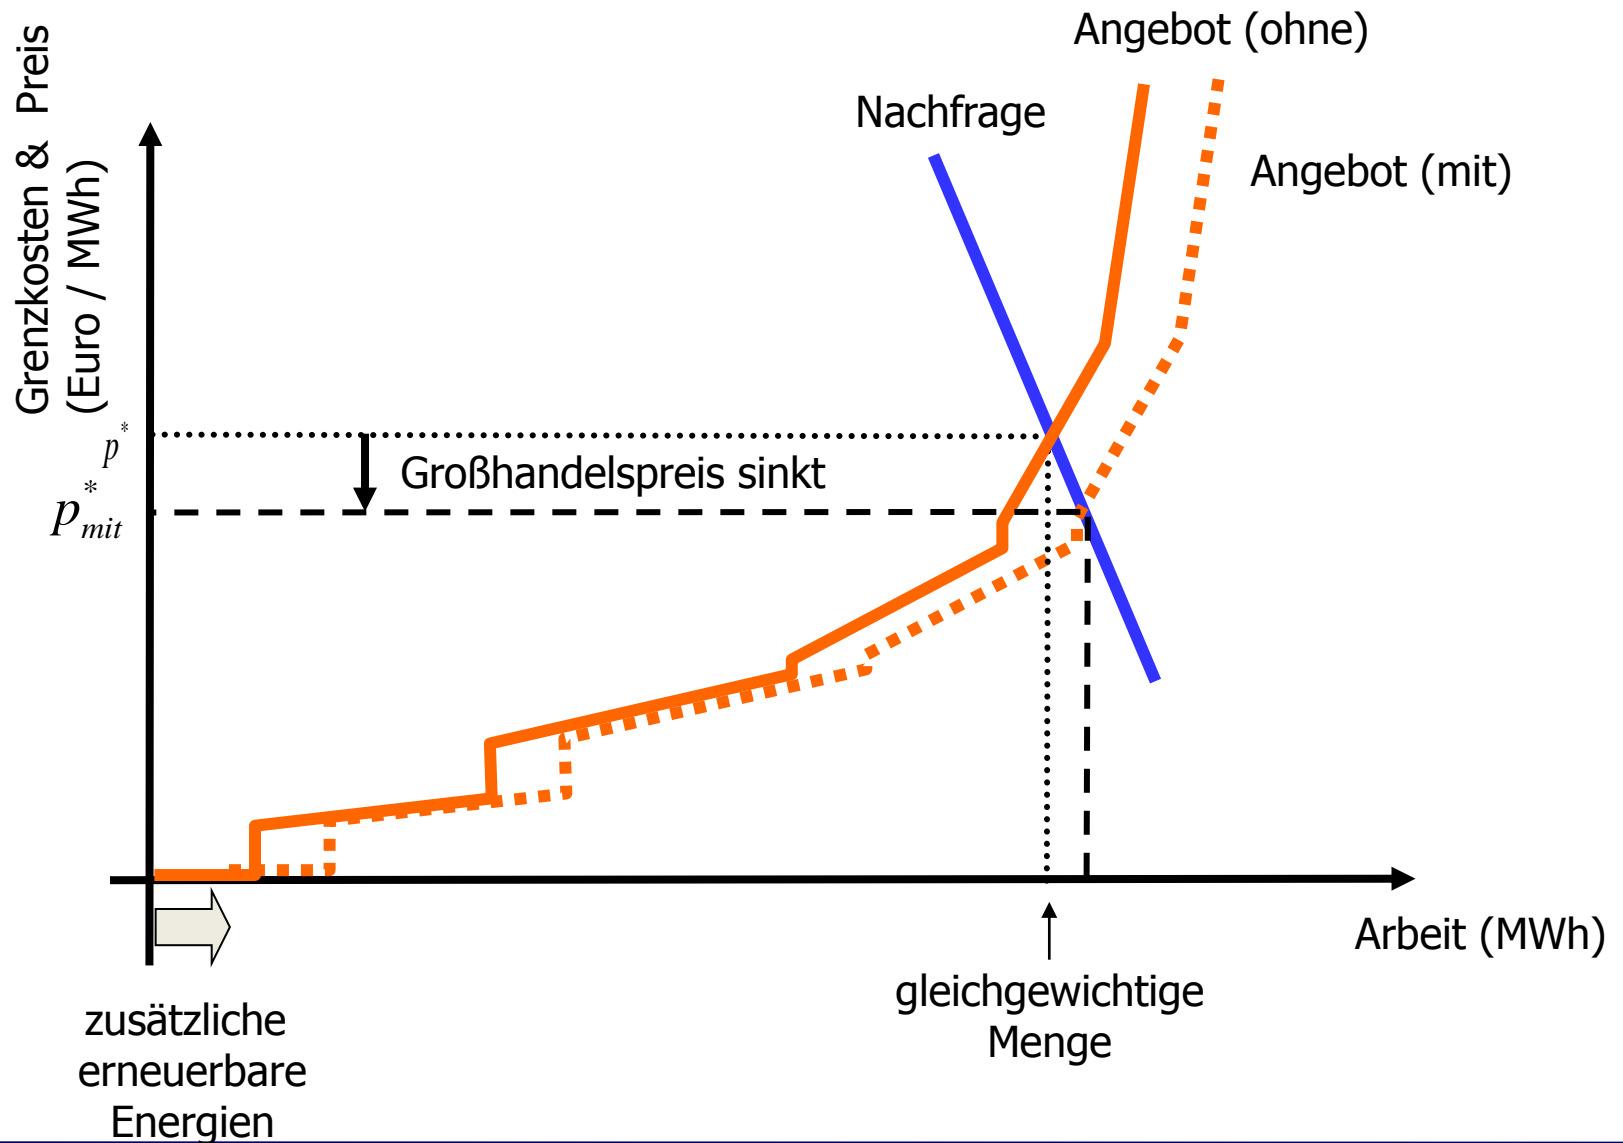 Angebot (ohne)
Nachfrage
Angebot (mit)
Grenzkosten & Preis
(Euro / MWh)
p*
Großhandelspreis sinkt
p*mit
Arbeit (MWh)
gleichgewichtige
Menge
zusätzliche
erneuerbare
Energien